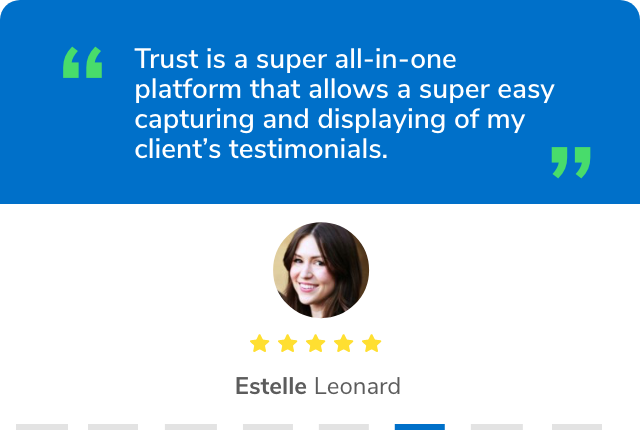 “
Trust is a super all-in-one
platform that allows a super easy
capturing and displaying of my
client’s testimonials.
”
Estelle Leonard